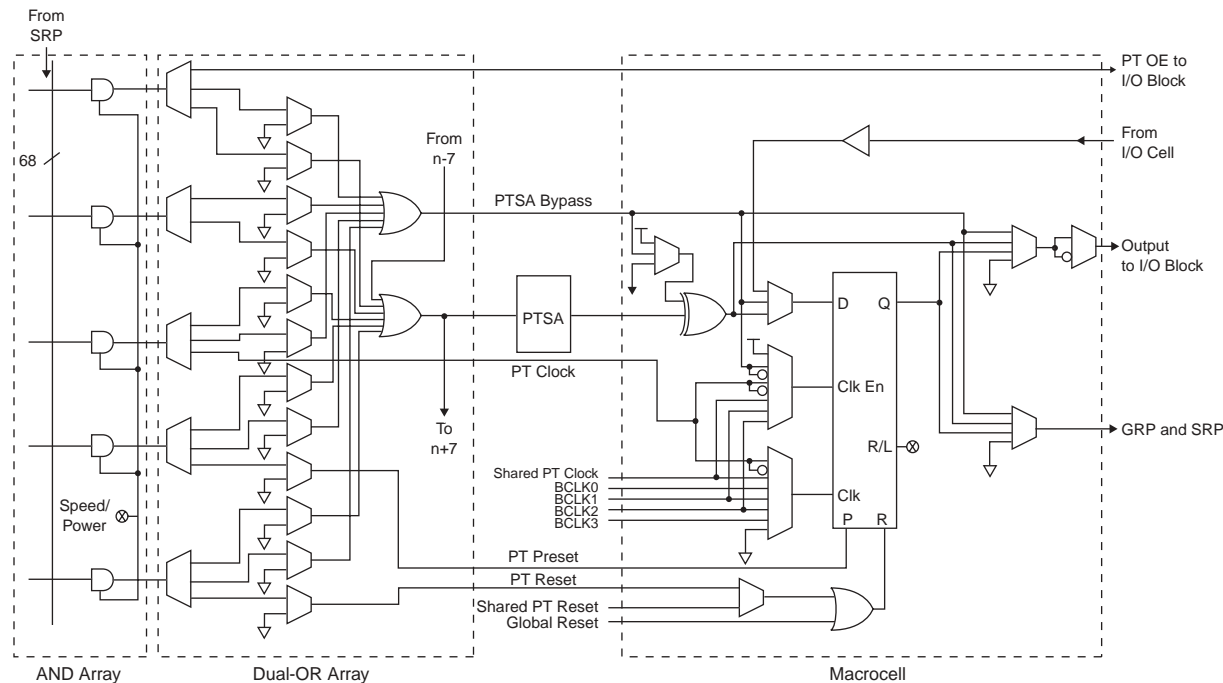 From
SRP
PT OE to
I/O Block
From
n-7
From
I/O Cell
68
PTSA Bypass
Output
to I/O Block
PTSA
D
Q
PT Clock
Clk En
To
n+7
GRP and SRP
R/L
Shared PT Clock
BCLK0
BCLK1
BCLK2
BCLK3
Clk
Speed/
Power
P
R
PT Preset
PT Reset
Shared PT Reset
Global Reset
AND Array
Dual-OR Array
Macrocell